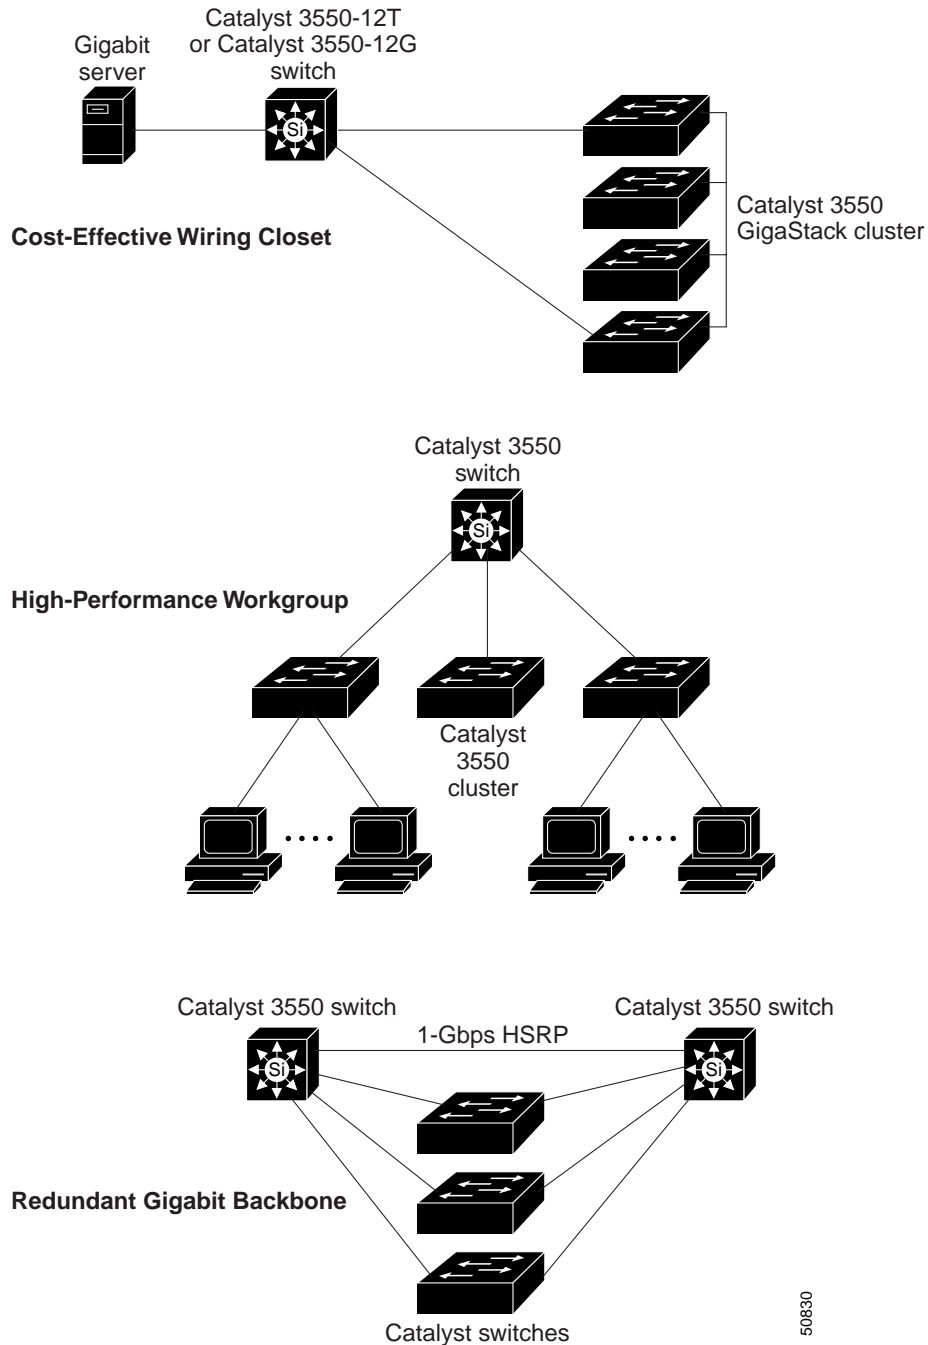 Catalyst 3550-12T
or Catalyst 3550-12G
switch
Gigabit
server
Si
Catalyst 3550
GigaStack cluster
Cost-Effective Wiring Closet
Catalyst 3550
switch
Si
High-Performance Workgroup
Catalyst
3550
cluster
Catalyst 3550 switch
Catalyst 3550 switch
1-Gbps HSRP
Si
Si
Redundant Gigabit Backbone
Catalyst switches
50830